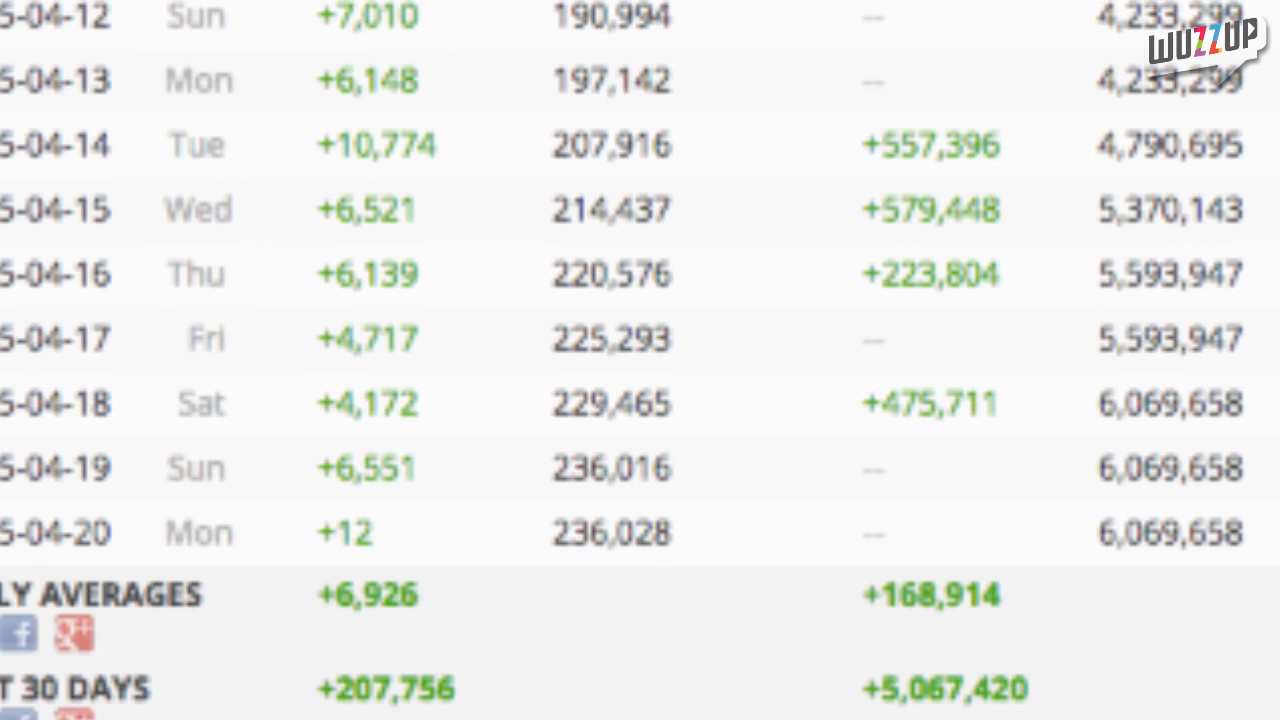 5-04-12 Sun +7,010 190,994 -- 4,233,299
WUZZUP
5-04-13 Mon +6,148 197,142 -- 4,233,299
5-04-14 Tue +10,774 207,916 +557,396 4,790,695
5-04-15 Wed +6,521 214,437 +579,448 5,370,143
5-04-16 Thu +6,139 220,576 +223,804 5,593,947
5-04-17 Fri +4,717 225,293 -- 5,593,947
5-04-18 Sat +4,172 229,465 +475,711 6,069,658
5-04-19 Sun +6,551 236,016 -- 6,069,658
5-04-20 Mon +12 236,028 -- 6,069,658
LY AVERAGES +6,926 +168,914
f g+
T 30 DAYS +207,756 +5,067,420